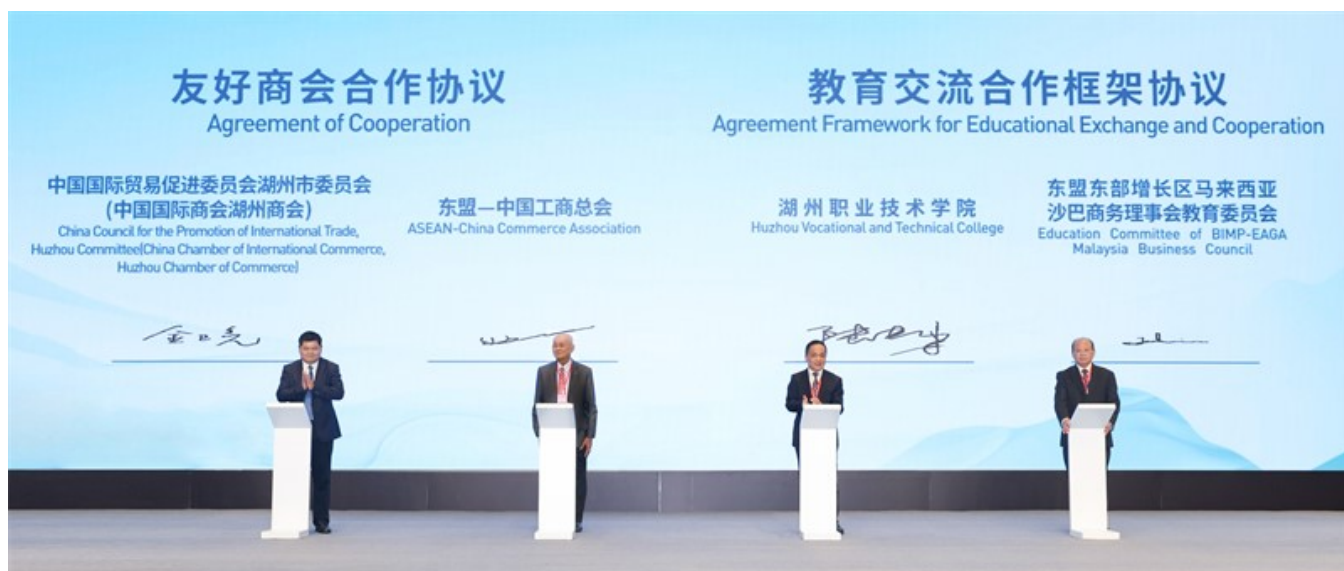 友好商会合作协议
Agreement of Cooperation
中国国际贸易促进委员会湖州市委员会
(中国国际商会湖州商会)
China Council for the Promotion of International Trade,
Huzhou Committee(China Chamber of International Commerce,
Huzhou Chamber of Commerce)
东盟—中国工商总会
ASEAN-China Commerce Association
教育交流合作框架协议
Agreement Framework for Educational Exchange and Cooperation
湖州职业技术学院
Huzhou Vocational and Technical College
东盟东部增长区马来西亚
沙巴商务理事会教育委员会
Education Committee of BIMP-EAGA
Malaysia Business Council